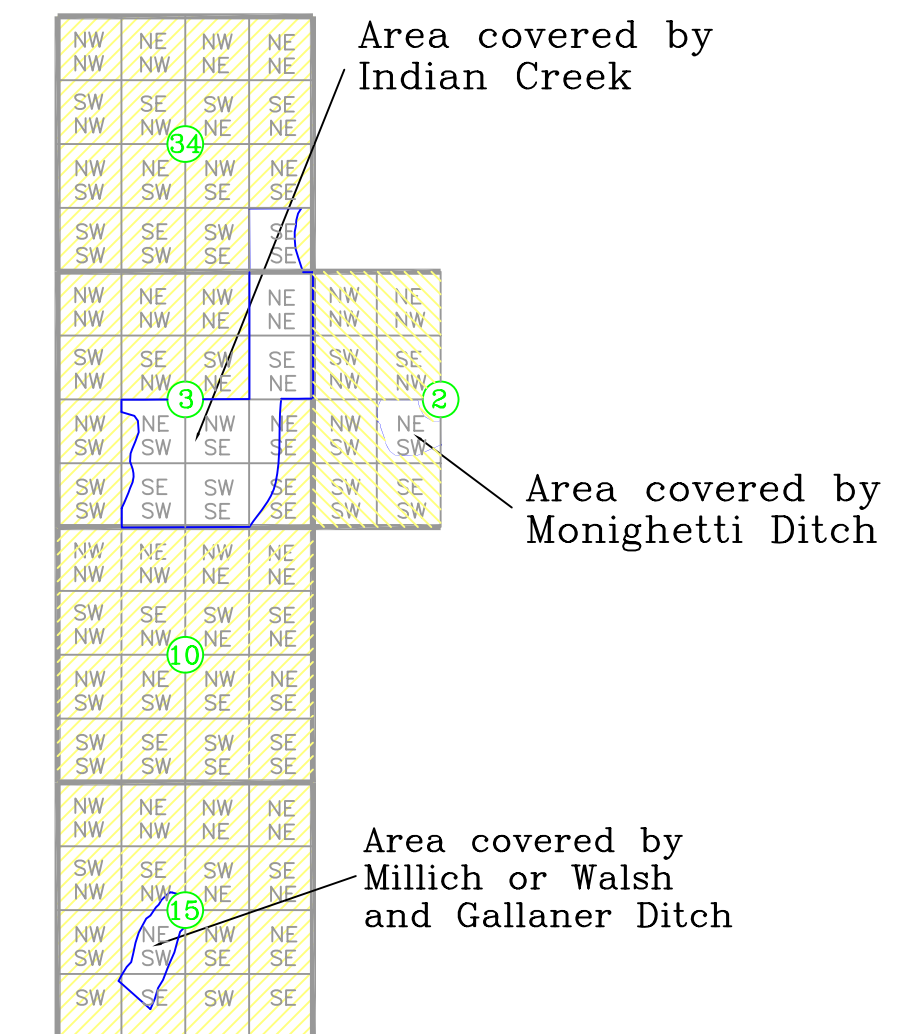 Area covered by
Indian Creek
NW NE NW NE
NW NW NE NE
SW SE SW SE
NW NW NE NE
34
NW NE NW NE
SW SW SE SE
SW SE SW SE
SW SW SE SE
NW NE NW NE NW NE
NW NW NE NE NW NW
SW SE SW SE SW SE
NW NW NE NE NW NW
3 2
NW NE NW NE NW NE
SW SW SE SE SW SW
SW SE SW SE SW SE
SW SW SE SE SW SW
Area covered by
Monighetti Ditch
NW NE NW NE
NW NW NE NE
SW SE SW SE
NW NW NE NE
10
NW NE NW NE
SW SW SE SE
SW SE SW SE
SW SW SE SE
NW NE NW NE
NW NW NE NE
Area covered by
Millich or Walsh
and Gallaner Ditch
SW SE SW SE
NW NW NE NE
15
NW NE NW NE
SW SW SE SE
SW SE SW SE